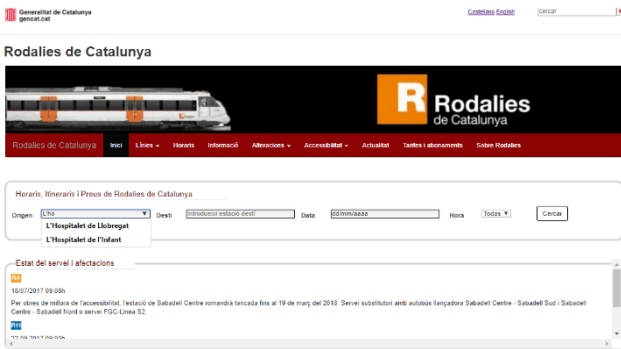 Generalitat de Catalunya
gencat.cat
Castellano English
Cercar
Rodalies de Catalunya
R Rodalies
de Catalunya
Rodalies de Catalunya Inici Línies Horaris Informació Alteracions Accessibilitat Actualitat Tarifes i abonaments Sobre Rodalies
Horaris, Itineraris i Preus de Rodalies de Catalunya
Origen L'ho Destí Introdueixi estació destí Data dd/mm/aaaa Hora Todas Cercar
L'Hospitalet de Llobregat
L'Hospitalet de l'Infant
Estat del servei i afectacions
R4
18/07/2017 09:08h
Per obres de millora de l'accessibilitat, l'estació de Sabadell Centre romandrà tancada fins al 19 de març del 2018. Servei substitutori amb autobús llançadora Sabadell Centre - Sabadell Sud i Sabadell
Centre - Sabadell Nord o servei FGC-Linea S2.
R11